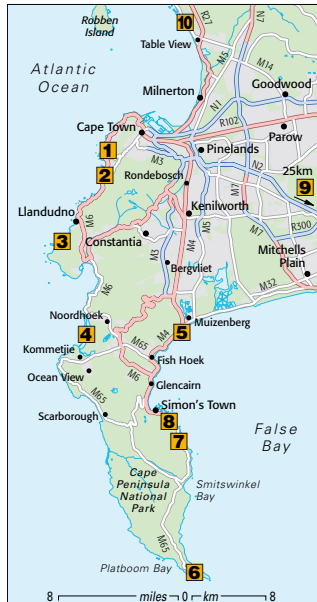 Robben
Island
10
R27
N7
Table View
M5
M14
Atlantic
Ocean
Milnerton
Goodwood
N1
R102
Cape Town
Parow
1
Pinelands
M3
N2
2
Rondebosch
25km
9
M7
Llandudno
M6
Kenilworth
R300
3
Constantia
M3
M4
M5
M7
Mitchells
Plain
Bergvliet
M6
M32
Noordhoek
5
Muizenberg
4
M65
M4
Kommetjie
Fish Hoek
Ocean View
M6
Glencairn
M65
Scarborough
Simon's Town
8
7
False
Bay
Cape
Peninsula
National
Park
Smitswinkel
Bay
M65
Platboom Bay
6
8 miles 0 km 8